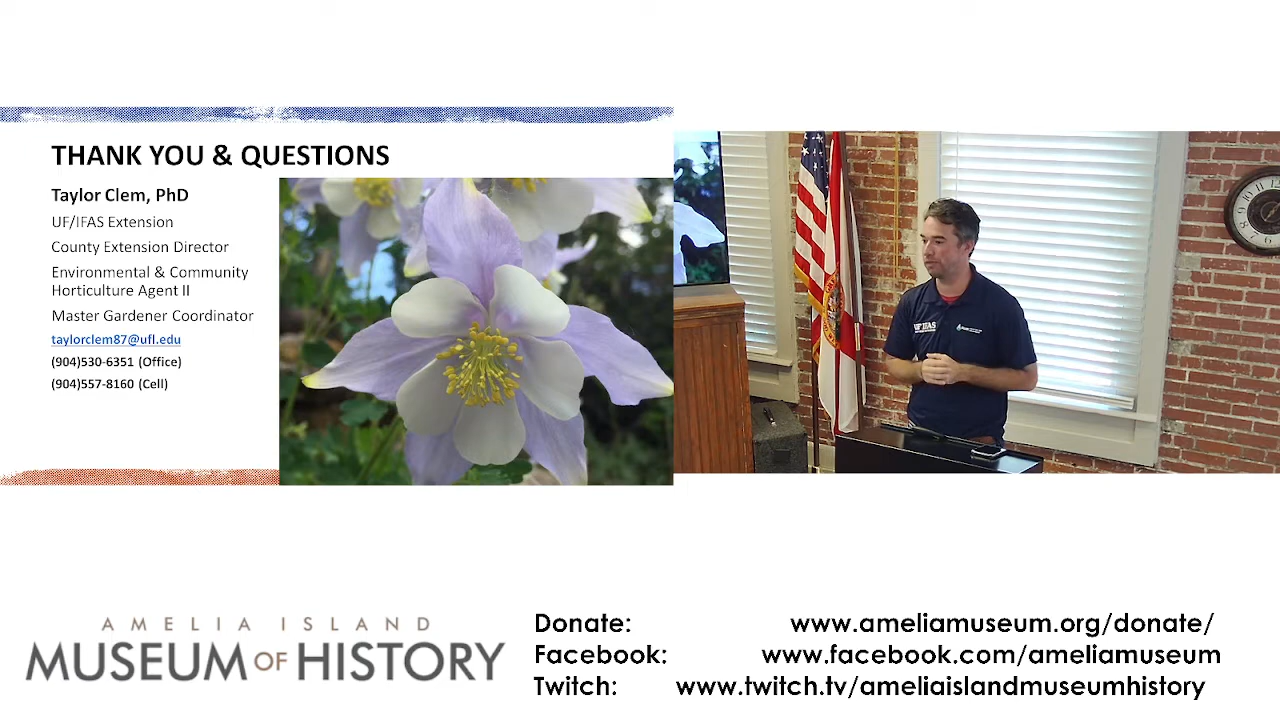 THANK YOU & QUESTIONS
Taylor Clem, PhD
UF/IFAS Extension
County Extension Director
Environmental & Community
Horticulture Agent II
Master Gardener Coordinator
taylorclem87@ufl.edu
(904)530-6351 (Office)
(904)557-8160 (Cell)
UF IFAS
AMELIA ISLAND
MUSEUM OF HISTORY
Donate: www.ameliamuseum.org/donate/
Facebook: www.facebook.com/ameliamuseum
Twitch: www.twitch.tv/ameliaislandmuseumhistory